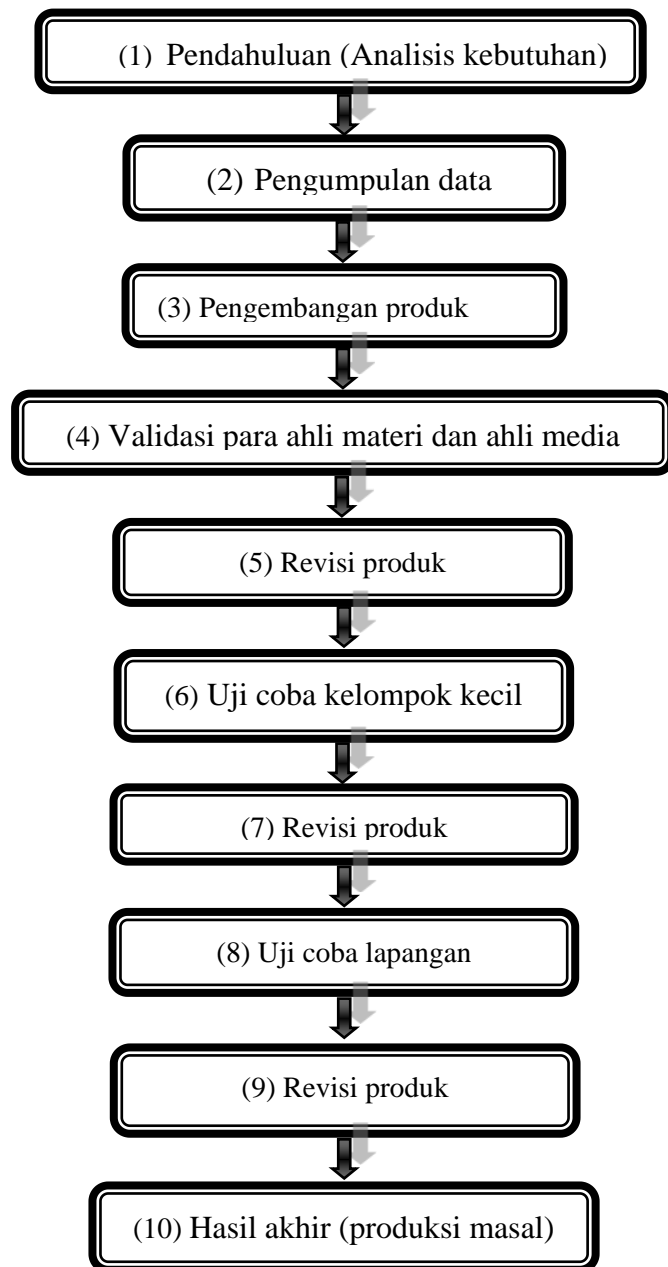 (1) Pendahuluan (Analisis kebutuhan)
(2) Pengumpulan data
(3) Pengembangan produk
(4) Validasi para ahli materi dan ahli media
(5) Revisi produk
(6) Uji coba kelompok kecil
(7) Revisi produk
(8) Uji coba lapangan
(9) Revisi produk
(10) Hasil akhir (produksi masal)